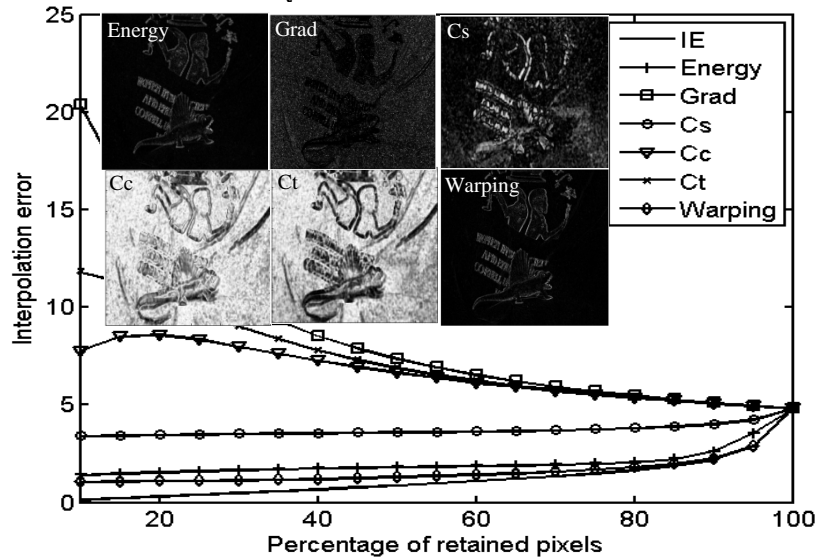 25
20
15
10
5
0
Interpolation error
Energy
Grad
Cs
Cc
Ct
Warping
IE
Energy
Grad
Cs
Cc
Ct
Warping
20
40
60
80
100
Percentage of retained pixels